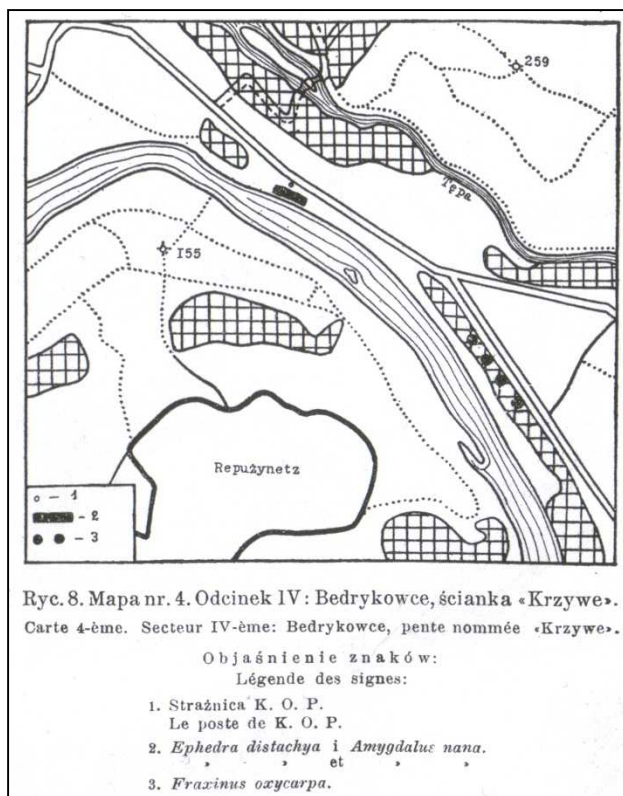 259
Tępa
155
Repużynetz
o – 1
– 2
– 3
Ryc. 8. Mapa nr. 4. Odcinek IV: Bedrykowce, ścianka «Krzywe».
Carte 4-ème. Secteur IV-ème: Bedrykowce, pente nommée «Krzywe».
Objaśnienie znaków:
Légende des signes:
1. Strażnica K. O. P.
Le poste de K. O. P.
2. Ephedra distachya i Amygdalus nana.
» » et » »
3. Fraxinus oxycarpa.